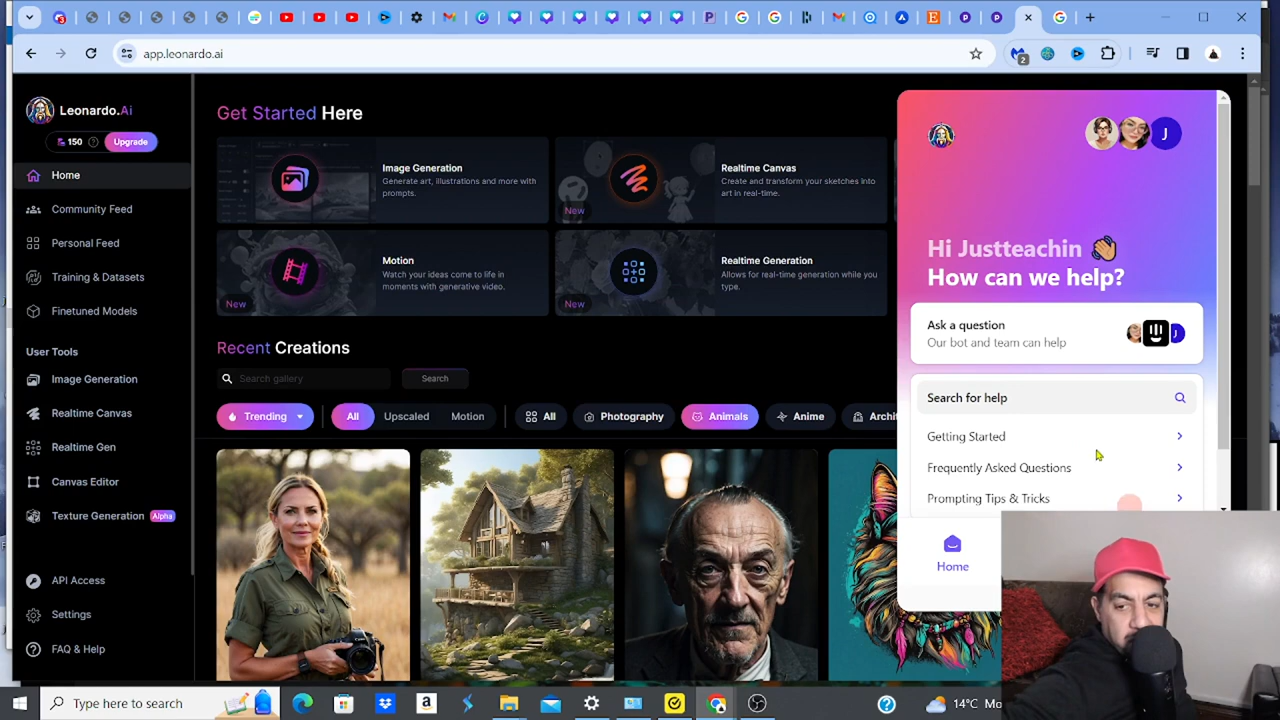 app.leonardo.ai
2
Leonardo.Ai
150
Upgrade
Home
Community Feed
Personal Feed
Training & Datasets
Finetuned Models
User Tools
Image Generation
Realtime Canvas
Realtime Gen
Canvas Editor
Texture Generation Alpha
API Access
Settings
FAQ & Help
Get Started Here
Image Generation
Generate art, illustrations and more with
prompts.
Realtime Canvas
Create and transform your sketches into
art in real-time.
New
Motion
Watch your ideas come to life in
moments with generative video.
New
Realtime Generation
Allows for real-time generation while you
type.
New
Recent Creations
Search gallery
Search
Trending
All
Upscaled
Motion
All
Photography
Animals
Anime
Archit
J
Hi Justteachin
How can we help?
Ask a question
Our bot and team can help
J
Search for help
Getting Started
Frequently Asked Questions
Prompting Tips & Tricks
Home
Type here to search
14°C Mo